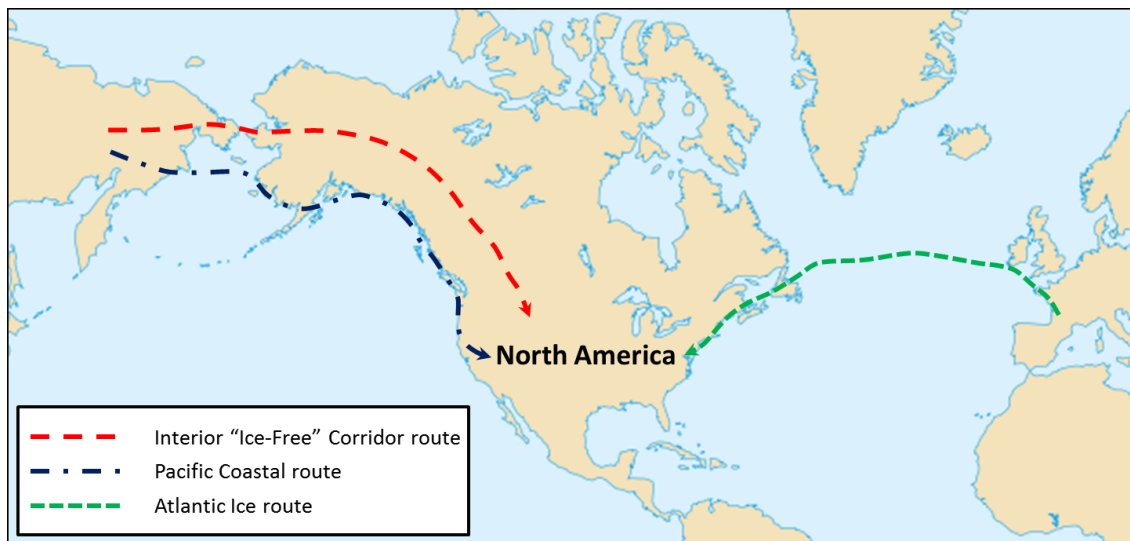 North America
Interior “Ice-Free” Corridor route
Pacific Coastal route
Atlantic Ice route